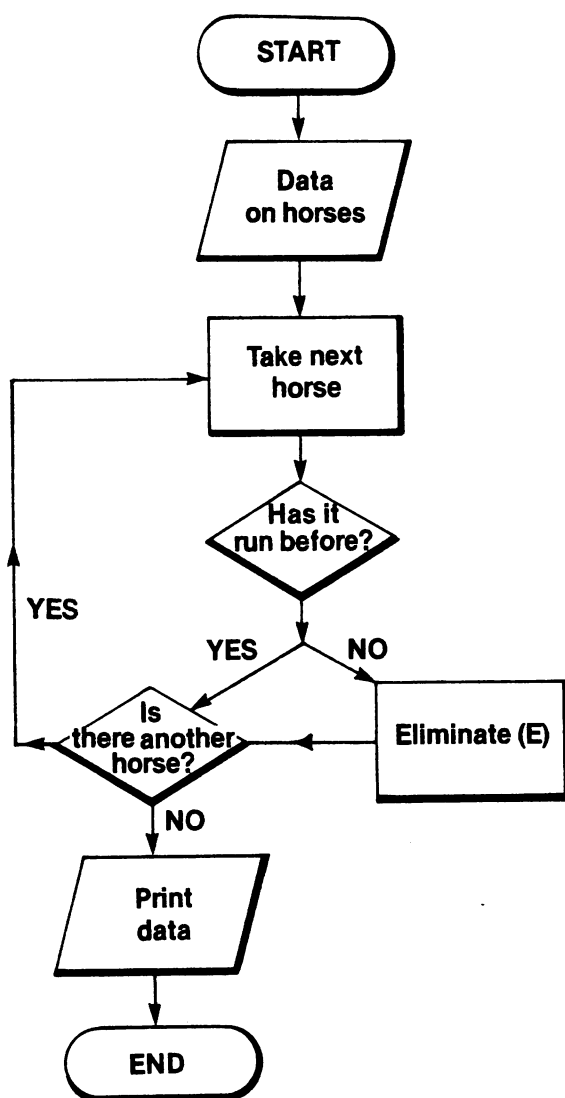 START
Data
on horses
Take next
horse
Has it
run before?
YES
YES
NO
Is
there another
horse?
Eliminate (E)
NO
Print
data
END